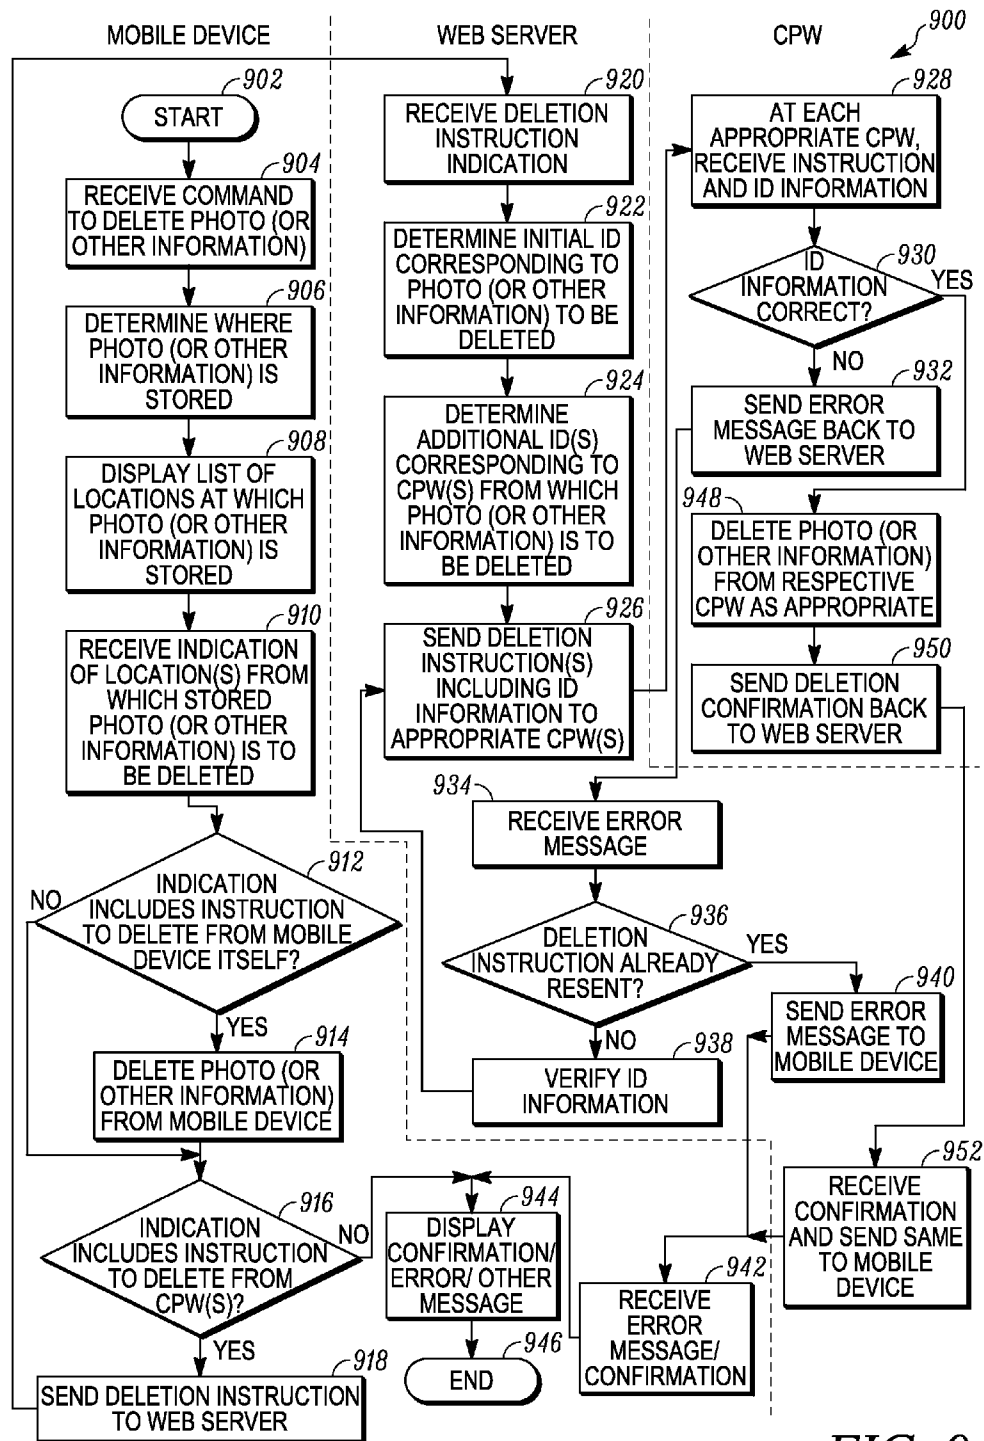 MOBILE DEVICE
WEB SERVER
CPW
900
902
START
904
RECEIVE COMMAND
TO DELETE PHOTO (OR
OTHER INFORMATION)
906
DETERMINE WHERE
PHOTO (OR OTHER
INFORMATION) IS
STORED
908
DISPLAY LIST OF
LOCATIONS AT WHICH
PHOTO (OR OTHER
INFORMATION) IS
STORED
910
RECEIVE INDICATION
OF LOCATION(S) FROM
WHICH STORED
PHOTO (OR OTHER
INFORMATION) IS TO
BE DELETED
912
INDICATION
INCLUDES INSTRUCTION
TO DELETE FROM MOBILE
DEVICE ITSELF?
NO
YES
914
DELETE PHOTO (OR
OTHER INFORMATION)
FROM MOBILE DEVICE
916
INDICATION
INCLUDES INSTRUCTION
TO DELETE FROM
CPW(S)?
NO
YES
918
SEND DELETION INSTRUCTION
TO WEB SERVER
920
RECEIVE DELETION
INSTRUCTION
INDICATION
922
DETERMINE INITIAL ID
CORRESPONDING TO
PHOTO (OR OTHER
INFORMATION) TO BE
DELETED
924
DETERMINE
ADDITIONAL ID(S)
CORRESPONDING TO
CPW(S) FROM WHICH
PHOTO (OR OTHER
INFORMATION) IS TO
BE DELETED
926
SEND DELETION
INSTRUCTION(S)
INCLUDING ID
INFORMATION TO
APPROPRIATE CPW(S)
928
AT EACH
APPROPRIATE CPW,
RECEIVE INSTRUCTION
AND ID INFORMATION
930
ID
INFORMATION
CORRECT?
YES
NO
932
SEND ERROR
MESSAGE BACK TO
WEB SERVER
948
DELETE PHOTO (OR
OTHER INFORMATION)
FROM RESPECTIVE
CPW AS APPROPRIATE
950
SEND DELETION
CONFIRMATION BACK
TO WEB SERVER
934
RECEIVE ERROR
MESSAGE
936
DELETION
INSTRUCTION ALREADY
RESENT?
YES
NO
938
VERIFY ID
INFORMATION
940
SEND ERROR
MESSAGE TO
MOBILE DEVICE
952
RECEIVE
CONFIRMATION
AND SEND SAME
TO MOBILE
DEVICE
942
RECEIVE
ERROR
MESSAGE/
CONFIRMATION
944
DISPLAY
CONFIRMATION/
ERROR/ OTHER
MESSAGE
946
END